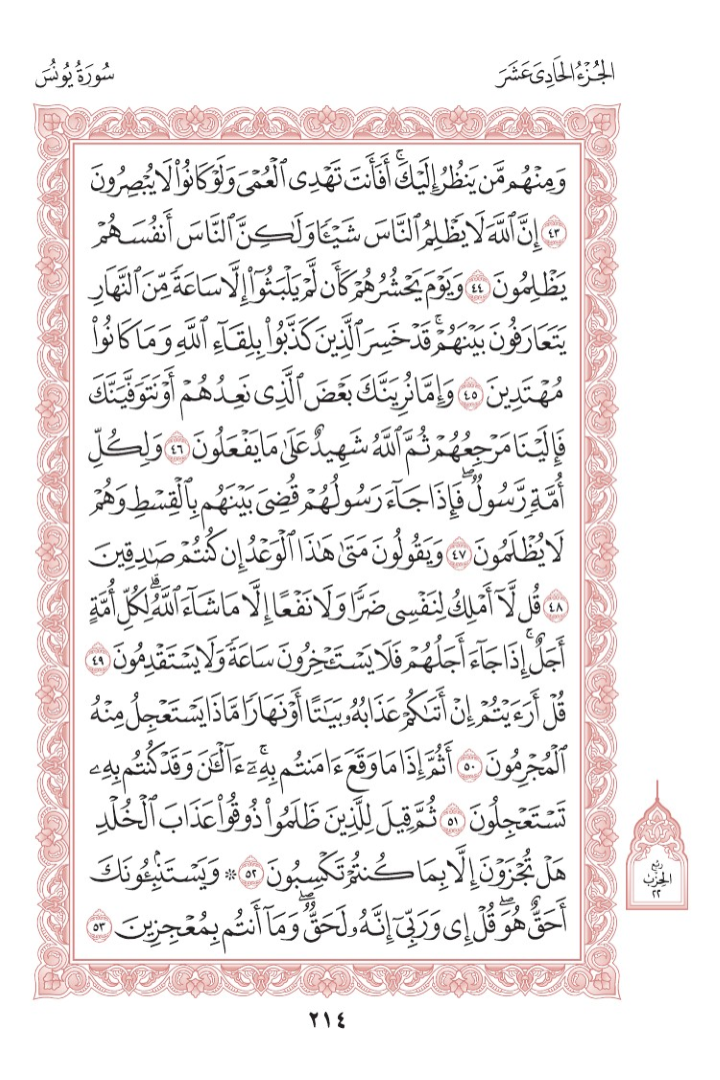 الجُزْءُ الحَادِي عَشَرَ
سُورَةُ يُونُسَ
وَمِنْهُم مَّن يَنظُرُ إِلَيْكَۚ أَفَأَنتَ تَهْدِى ٱلْعُمْىَ وَلَوْ كَانُوا۟ لَا يُبْصِرُونَ
٤٣ إِنَّ ٱللَّهَ لَا يَظْلِمُ ٱلنَّاسَ شَيْـًٔا وَلَـٰكِنَّ ٱلنَّاسَ أَنفُسَهُمْ
يَظْلِمُونَ ٤٤ وَيَوْمَ يَحْشُرُهُمْ كَأَن لَّمْ يَلْبَثُوٓا۟ إِلَّا سَاعَةً مِّنَ ٱلنَّهَارِ
يَتَعَارَفُونَ بَيْنَهُمْۚ قَدْ خَسِرَ ٱلَّذِينَ كَذَّبُوا۟ بِلِقَآءِ ٱللَّهِ وَمَا كَانُوا۟
مُهْتَدِينَ ٤٥ وَإِمَّا نُرِيَنَّكَ بَعْضَ ٱلَّذِى نَعِدُهُمْ أَوْ نَتَوَفَّيَنَّكَ
فَإِلَيْنَا مَرْجِعُهُمْ ثُمَّ ٱللَّهُ شَهِيدٌ عَلَىٰ مَا يَفْعَلُونَ ٤٦ وَلِكُلِّ
أُمَّةٍ رَّسُولٌۖ فَإِذَا جَآءَ رَسُولُهُمْ قُضِىَ بَيْنَهُم بِٱلْقِسْطِ وَهُمْ
لَا يُظْلَمُونَ ٤٧ وَيَقُولُونَ مَتَىٰ هَـٰذَا ٱلْوَعْدُ إِن كُنتُمْ صَـٰدِقِينَ
٤٨ قُل لَّآ أَمْلِكُ لِنَفْسِى ضَرًّا وَلَا نَفْعًا إِلَّا مَا شَآءَ ٱللَّهُۗ لِكُلِّ أُمَّةٍ
أَجَلٌۚ إِذَا جَآءَ أَجَلُهُمْ فَلَا يَسْتَـْٔخِرُونَ سَاعَةً وَلَا يَسْتَقْدِمُونَ ٤٩
قُلْ أَرَءَيْتُمْ إِنْ أَتَىٰكُمْ عَذَابُهُۥ بَيَـٰتًا أَوْ نَهَارًا مَّاذَا يَسْتَعْجِلُ مِنْهُ
ٱلْمُجْرِمُونَ ٥٠ أَثُمَّ إِذَا مَا وَقَعَ ءَامَنتُم بِهِۦٓۚ ءَآلْـَٔـٰنَ وَقَدْ كُنتُم بِهِۦ
تَسْتَعْجِلُونَ ٥١ ثُمَّ قِيلَ لِلَّذِينَ ظَلَمُوا۟ ذُوقُوا۟ عَذَابَ ٱلْخُلْدِ
هَلْ تُجْزَوْنَ إِلَّا بِمَا كُنتُمْ تَكْسِبُونَ ٥٢ ۞ وَيَسْتَنۢبِـُٔونَكَ
أَحَقٌّ هُوَۖ قُلْ إِى وَرَبِّىٓ إِنَّهُۥ لَحَقٌّۖ وَمَآ أَنتُم بِمُعْجِزِينَ ٥٣
ربع
الحزب
٢٢
٢١٤